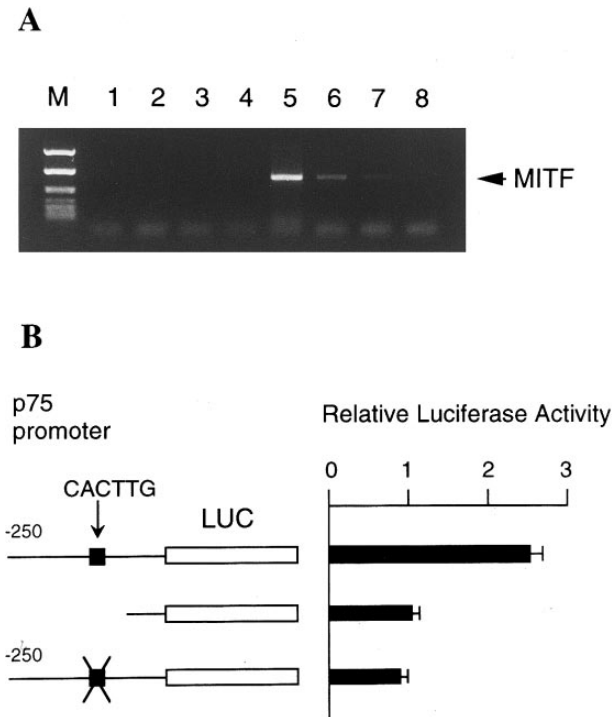 A
M 1 2 3 4 5 6 7 8
MITF
B
p75
promoter
Relative Luciferase Activity
0 1 2 3
CACTTG
-250
LUC
-250